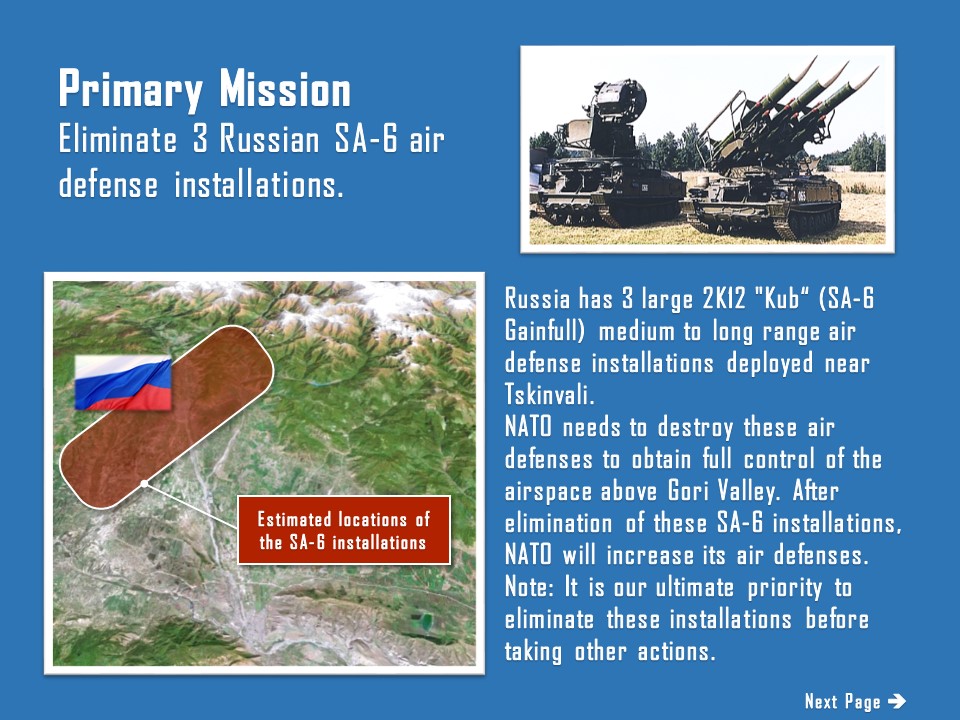 Primary Mission
Eliminate 3 Russian SA-6 air
defense installations.
Russia has 3 large 2K12 "Kub“ (SA-6
Gainfull) medium to long range air
defense installations deployed near
Tskinvali.
NATO needs to destroy these air
defenses to obtain full control of the
airspace above Gori Valley. After
elimination of these SA-6 installations,
NATO will increase its air defenses.
Note: It is our ultimate priority to
eliminate these installations before
taking other actions.
Estimated locations of
the SA-6 installations
Next Page →